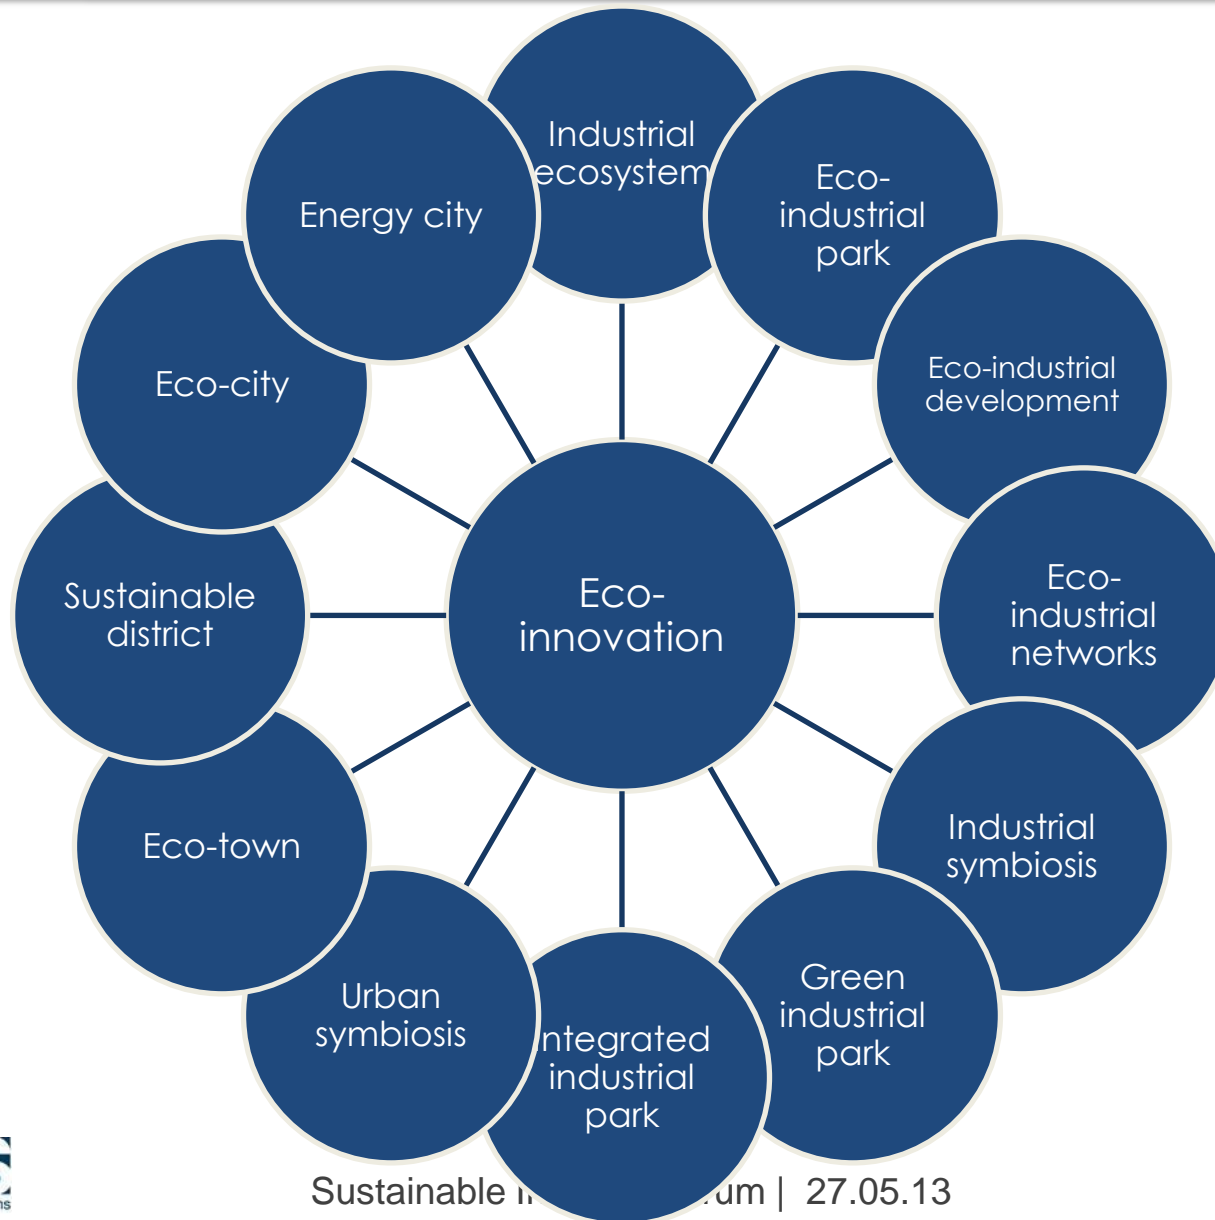 Industrial
ecosystem
Eco-
industrial
park
Eco-industrial
development
Eco-
industrial
networks
Industrial
symbiosis
Green
industrial
park
ntegrated
industrial
park
Urban
symbiosis
Eco-town
Sustainable
district
Eco-city
Energy city
Eco-
innovation
Sustainable um | 27.05.13